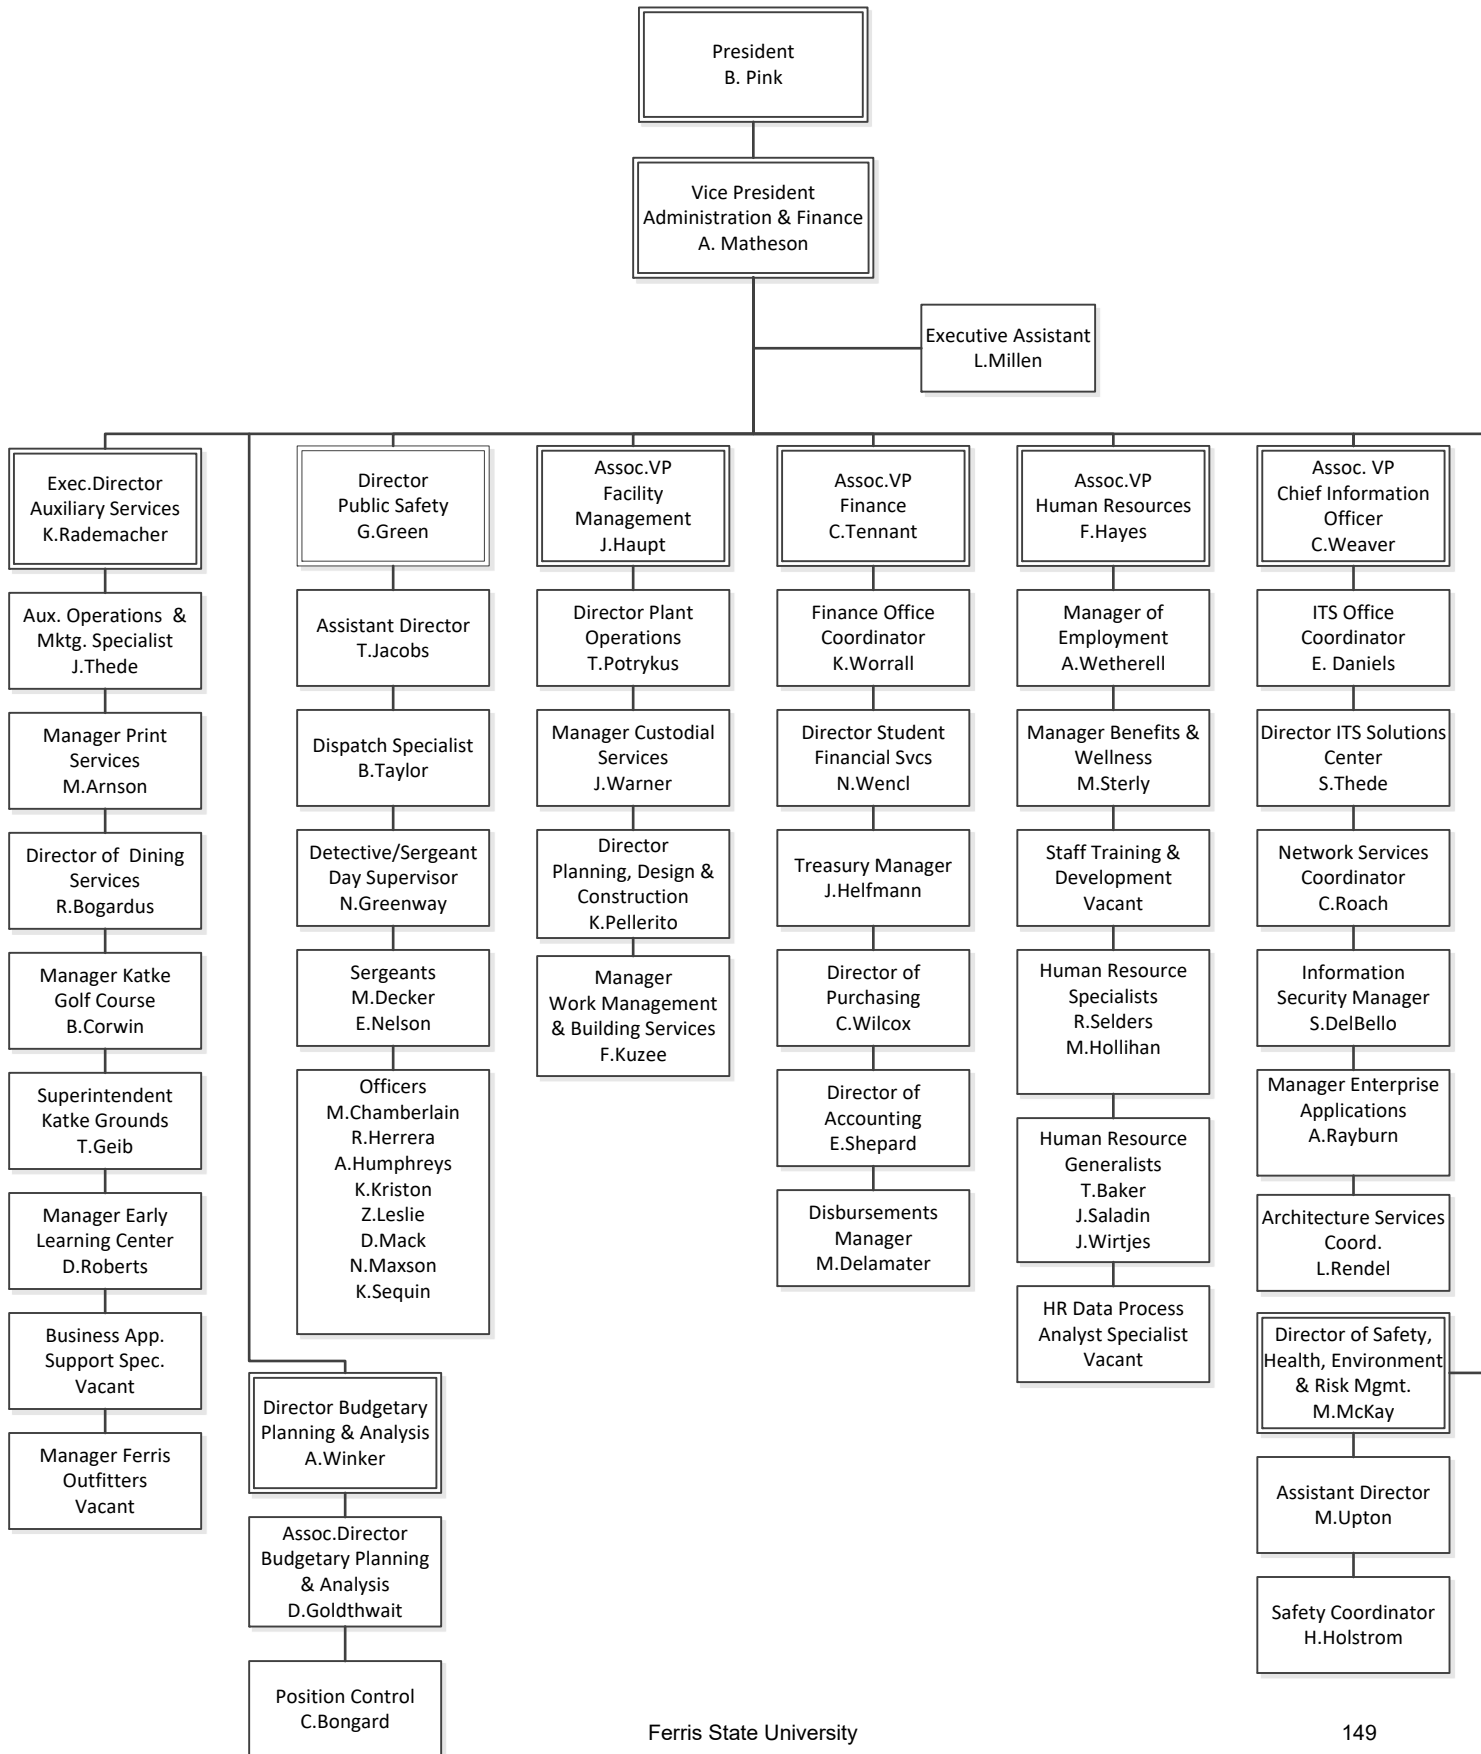 President
B. Pink
Vice President
Administration & Finance
A. Matheson
Executive Assistant
L.Millen
Exec.Director
Auxiliary Services
K.Rademacher
Aux. Operations &
Mktg. Specialist
J.Thede
Manager Print
Services
M.Arnson
Director of Dining
Services
R.Bogardus
Manager Katke
Golf Course
B.Corwin
Superintendent
Katke Grounds
T.Geib
Manager Early
Learning Center
D.Roberts
Business App.
Support Spec.
Vacant
Manager Ferris
Outfitters
Vacant
Director Budgetary
Planning & Analysis
A.Winker
Assoc.Director
Budgetary Planning
& Analysis
D.Goldthwait
Position Control
C.Bongard
Director
Public Safety
G.Green
Assistant Director
T.Jacobs
Dispatch Specialist
B.Taylor
Detective/Sergeant
Day Supervisor
N.Greenway
Sergeants
M.Decker
E.Nelson
Officers
M.Chamberlain
R.Herrera
A.Humphreys
K.Kriston
Z.Leslie
D.Mack
N.Maxson
K.Sequin
Assoc.VP
Facility
Management
J.Haupt
Director Plant
Operations
T.Potrykus
Manager Custodial
Services
J.Warner
Director
Planning, Design &
Construction
K.Pellerito
Manager
Work Management
& Building Services
F.Kuzee
Assoc.VP
Finance
C.Tennant
Finance Office
Coordinator
K.Worrall
Director Student
Financial Svcs
N.Wencl
Treasury Manager
J.Helfmann
Director of
Purchasing
C.Wilcox
Director of
Accounting
E.Shepard
Disbursements
Manager
M.Delamater
Assoc.VP
Human Resources
F.Hayes
Manager of
Employment
A.Wetherell
Manager Benefits &
Wellness
M.Sterly
Staff Training &
Development
Vacant
Human Resource
Specialists
R.Selders
M.Hollihan
Human Resource
Generalists
T.Baker
J.Saladin
J.Wirtjes
HR Data Process
Analyst Specialist
Vacant
Assoc. VP
Chief Information
Officer
C.Weaver
ITS Office
Coordinator
E. Daniels
Director ITS Solutions
Center
S.Thede
Network Services
Coordinator
C.Roach
Information
Security Manager
S.DelBello
Manager Enterprise
Applications
A.Rayburn
Architecture Services
Coord.
L.Rendel
Director of Safety,
Health, Environment
& Risk Mgmt.
M.McKay
Assistant Director
M.Upton
Safety Coordinator
H.Holstrom
Ferris State University
149